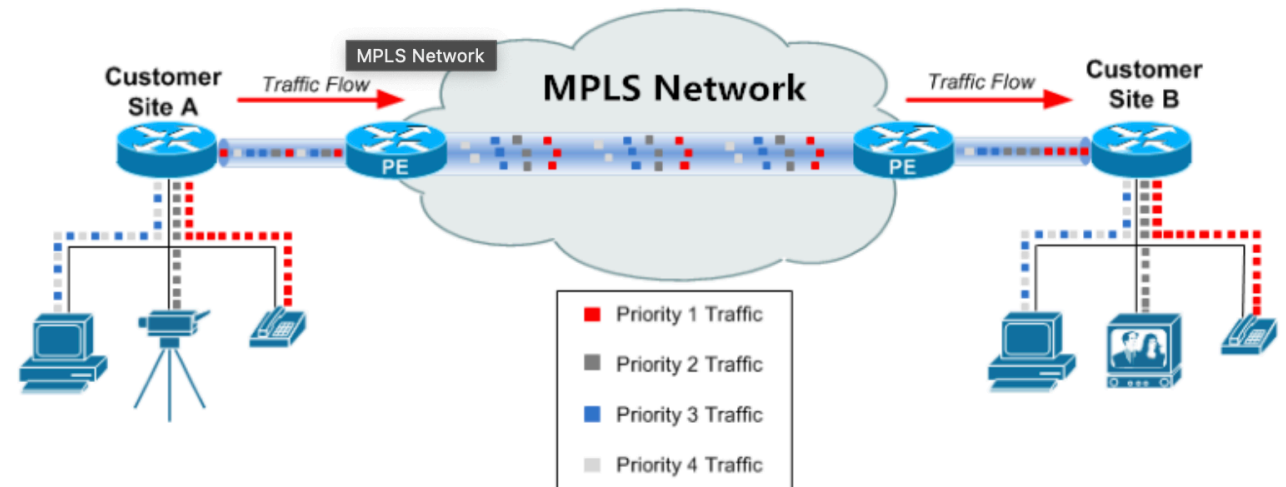 MPLS Network
Customer
Site A
Traffic Flow
MPLS Network
Traffic Flow
Customer
Site B
PE
PE
Priority 1 Traffic
Priority 2 Traffic
Priority 3 Traffic
Priority 4 Traffic